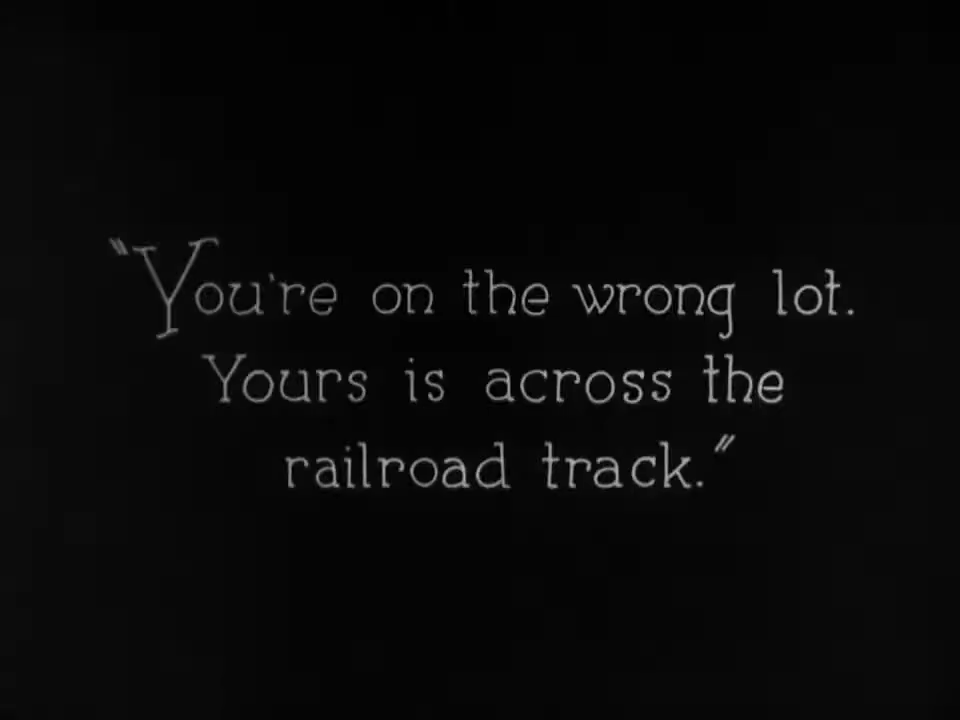 "You're on the wrong lot.
Yours is across the
railroad track."